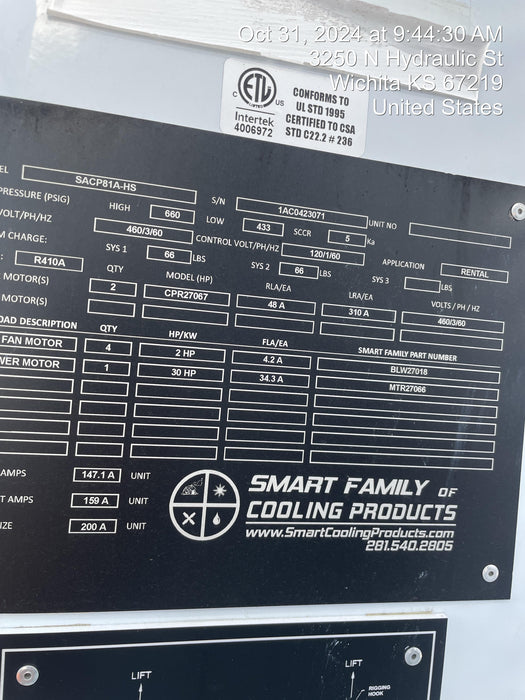 Oct 31, 2024 at 9:44:30 AM
3250 N Hydraulic St
Wichita KS 67219
United States
ETL
C US
LISTED
Intertek
4006972
CONFORMS TO
UL STD 1995
CERTIFIED TO CSA
STD C22.2 # 236
EL SACP81A-HS S/N 1AC0423071 UNIT NO
PRESSURE (PSIG) HIGH 660 LOW 433 SCCR 5 Ka
VOLT/PH/HZ 460/3/60 CONTROL VOLT/PH/HZ 120/1/60 APPLICATION RENTAL
M CHARGE: SYS 1 66 LBS SYS 2 66 LBS SYS 3 LBS
: R410A QTY MODEL (HP) RLA/EA LRA/EA VOLTS / PH / HZ
MOTOR(S) 2 CPR27067 48 A 310 A 460/3/60
MOTOR(S)
OAD DESCRIPTION QTY HP/KW FLA/EA SMART FAMILY PART NUMBER
FAN MOTOR 4 2 HP 4.2 A BLW27018
WER MOTOR 1 30 HP 34.3 A MTR27066
AMPS 147.1 A UNIT
T AMPS 159 A UNIT
IZE 200 A UNIT
SMART FAMILY OF
COOLING PRODUCTS
www.SmartCoolingProducts.com
281.540.2805
LIFT LIFT
RIGGING
HOOK